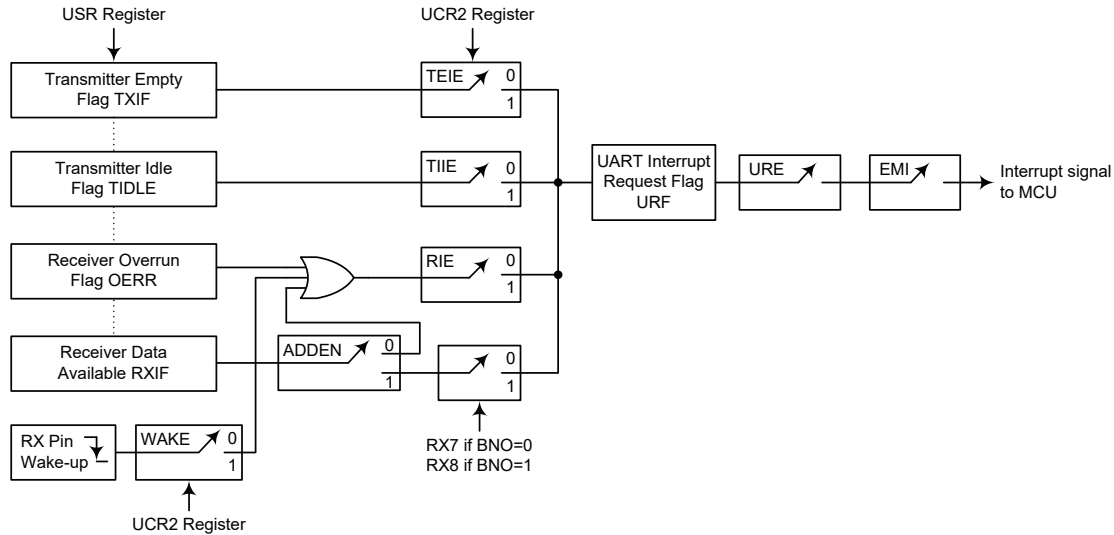 USR Register
UCR2 Register
Transmitter Empty
Flag TXIF
TEIE
0
1
Transmitter Idle
Flag TIDLE
TIIE
0
1
UART Interrupt
Request Flag
URF
URE
EMI
Interrupt signal
to MCU
Receiver Overrun
Flag OERR
RIE
0
1
Receiver Data
Available RXIF
ADDEN
0
1
0
1
RX7 if BNO=0
RX8 if BNO=1
RX Pin
Wake-up
WAKE
0
1
UCR2 Register